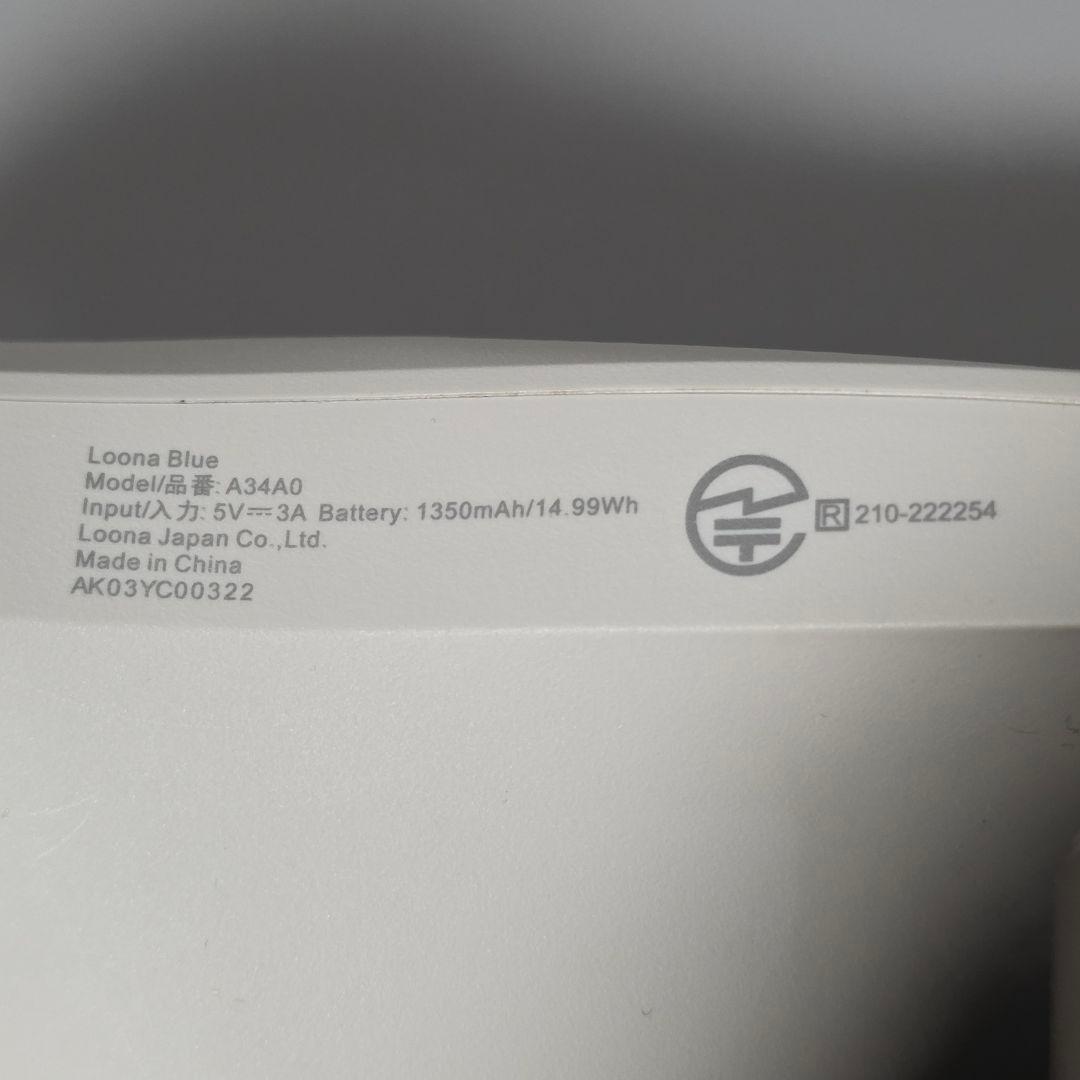 Loona Blue
Model/品番: A34A0
Input/入力: 5V⎓3A Battery: 1350mAh/14.99Wh
Loona Japan Co.,Ltd.
Made in China
AK03YC00322
R 210-222254